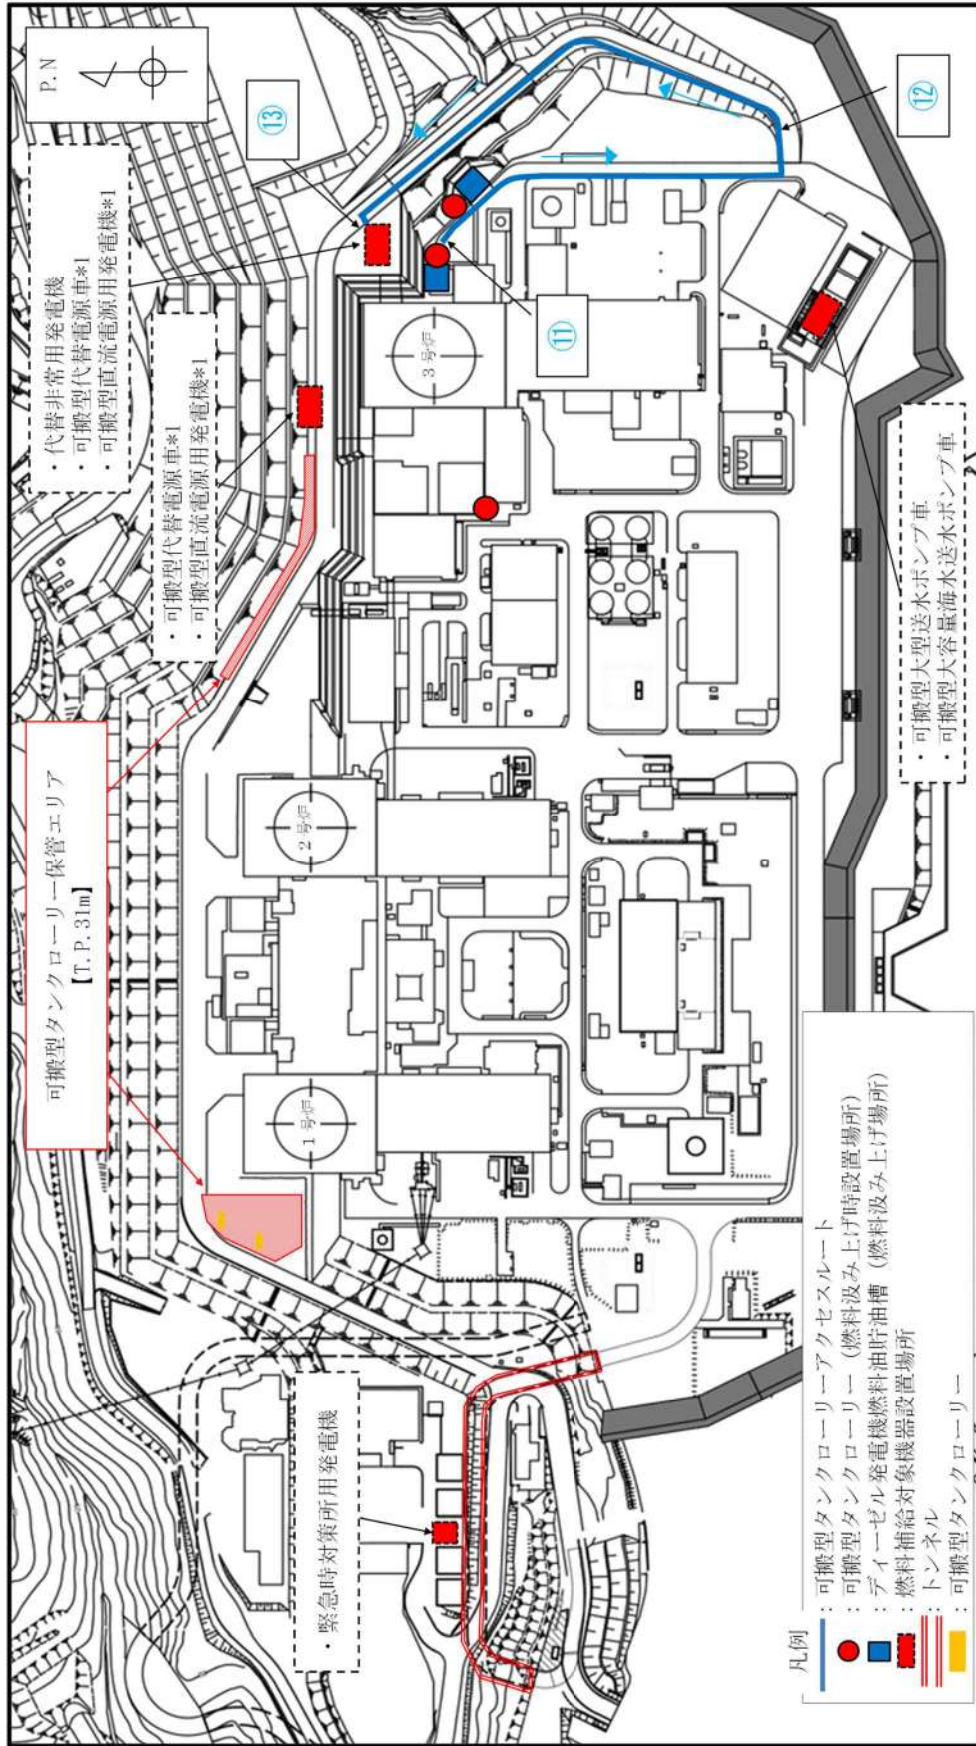 P.N
・代替非常用発電機
・可搬型代替電源車*1
・可搬型直流電源用発電機*1
⑬
・可搬型代替電源車*1
・可搬型直流電源用発電機*1
可搬型タンクローリー保管エリア
【T.P.31m】
・緊急時対策所用発電機
1号炉
2号炉
3号炉
⑪
⑫
・可搬型大型送水ポンプ車
・可搬型大容量海水送水ポンプ車
凡例
：可搬型タンクローリーアクセスルート
：可搬型タンクローリー（燃料汲み上げ時設置場所）
：ディーゼル発電機燃料油貯油槽（燃料汲み上げ場所）
：燃料補給対象機器設置場所
：トンネル
：可搬型タンクローリー